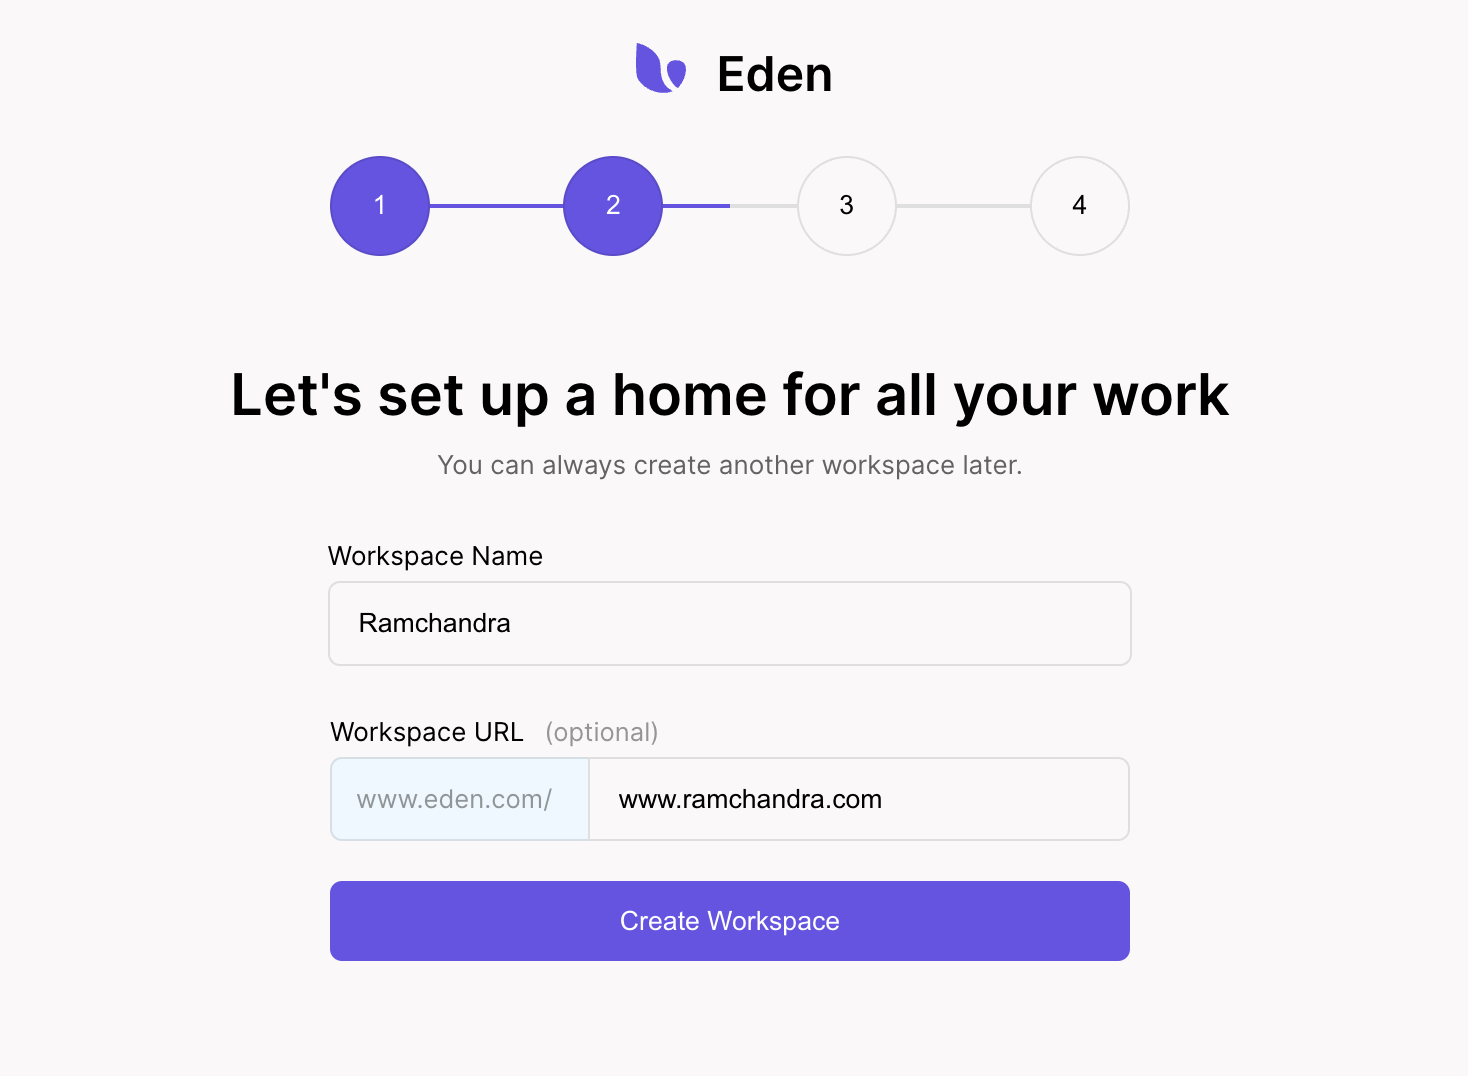 Eden
1 2 3 4
Let's set up a home for all your work
You can always create another workspace later.
Workspace Name
Ramchandra
Workspace URL (optional)
www.eden.com/ www.ramchandra.com
Create Workspace